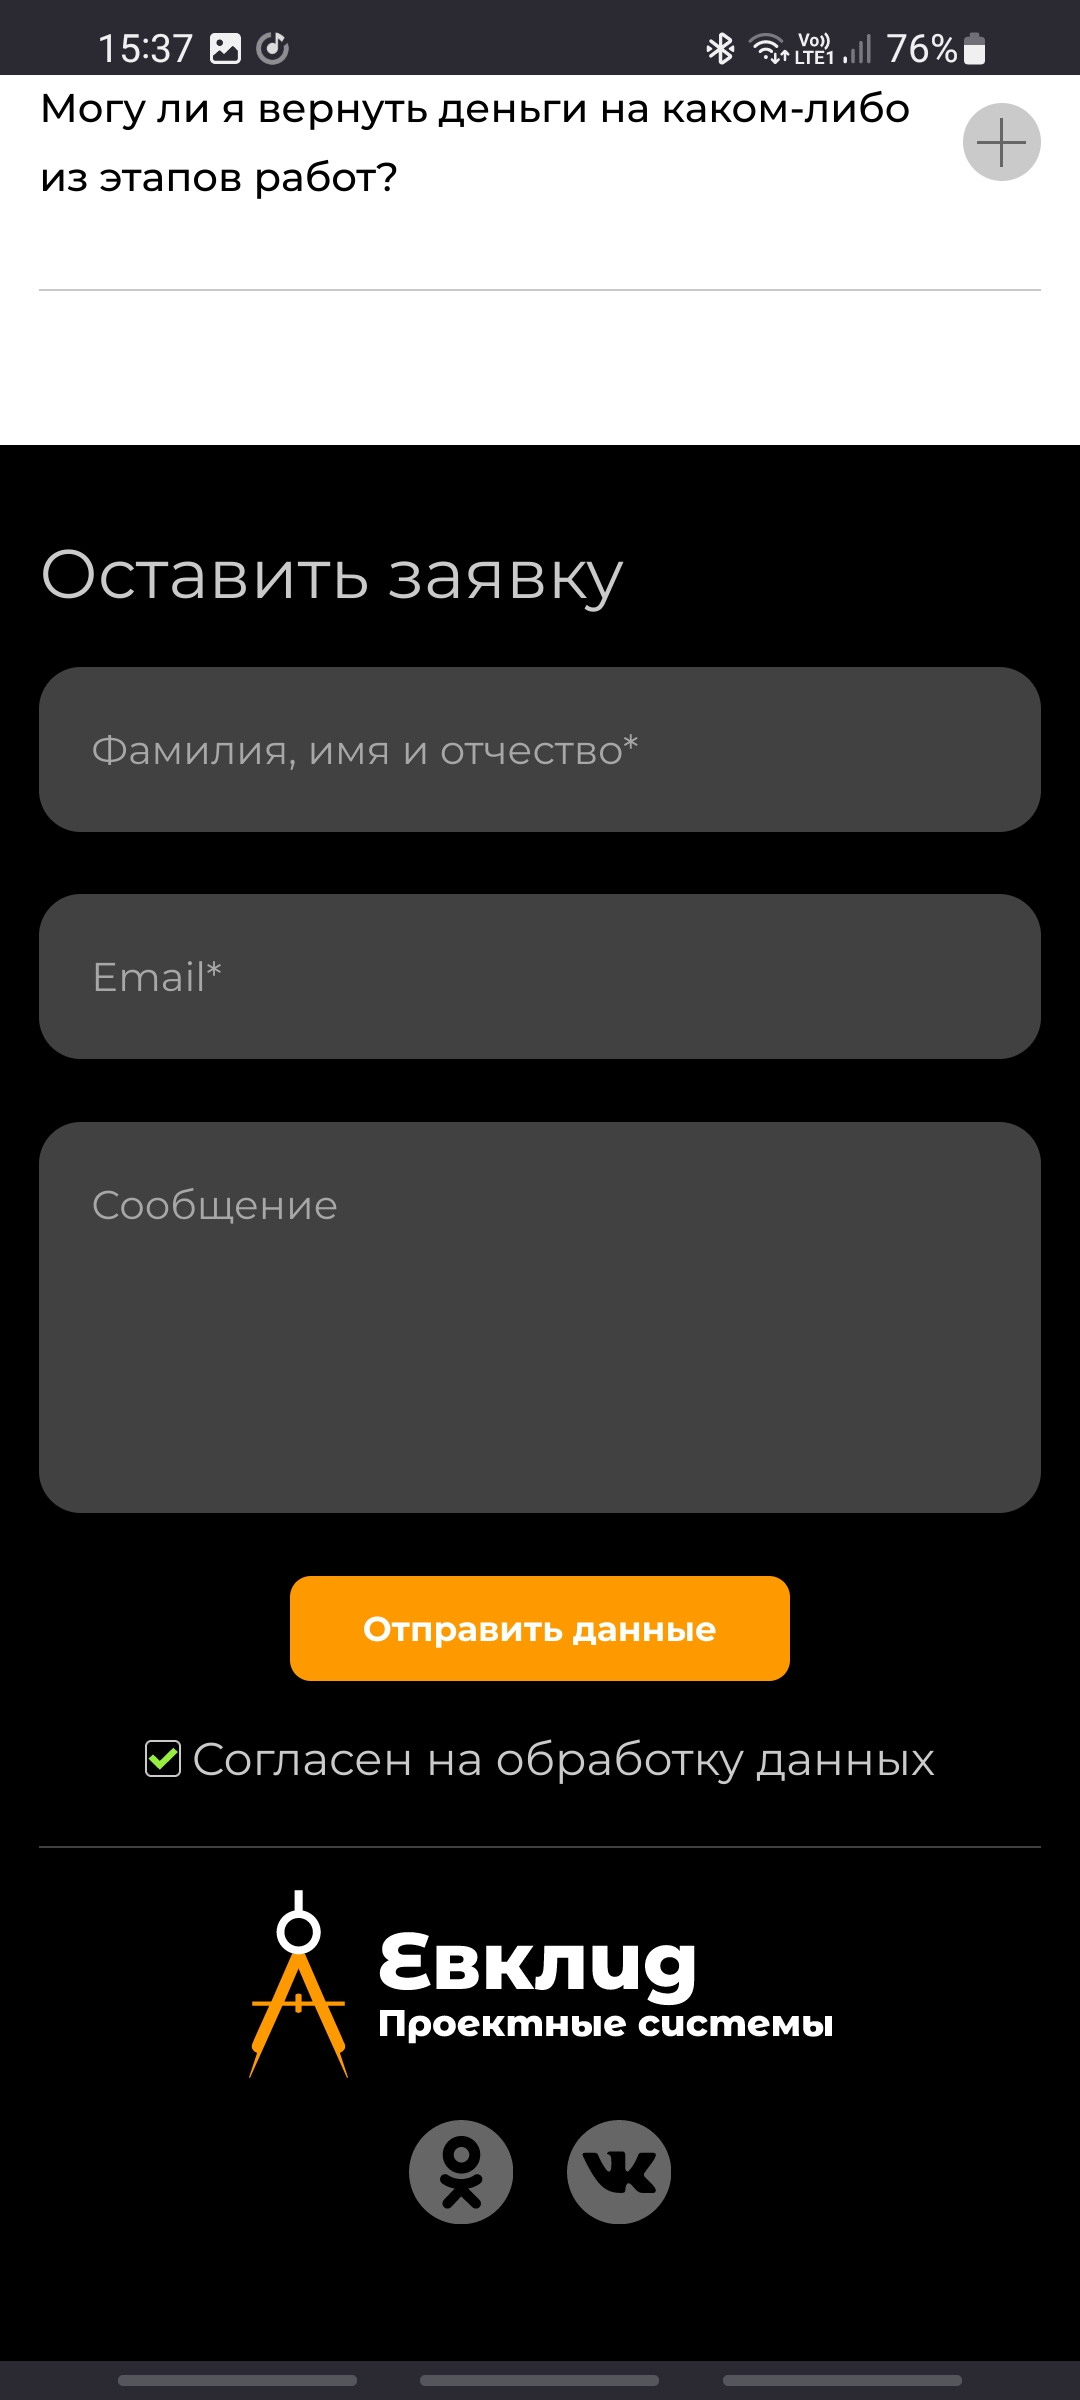 15:37
Vo)) LTE1 76%
Могу ли я вернуть деньги на каком-либо
из этапов работ?
Оставить заявку
Фамилия, имя и отчество*
Email*
Сообщение
Отправить данные
Согласен на обработку данных
Евклид
Проектные системы